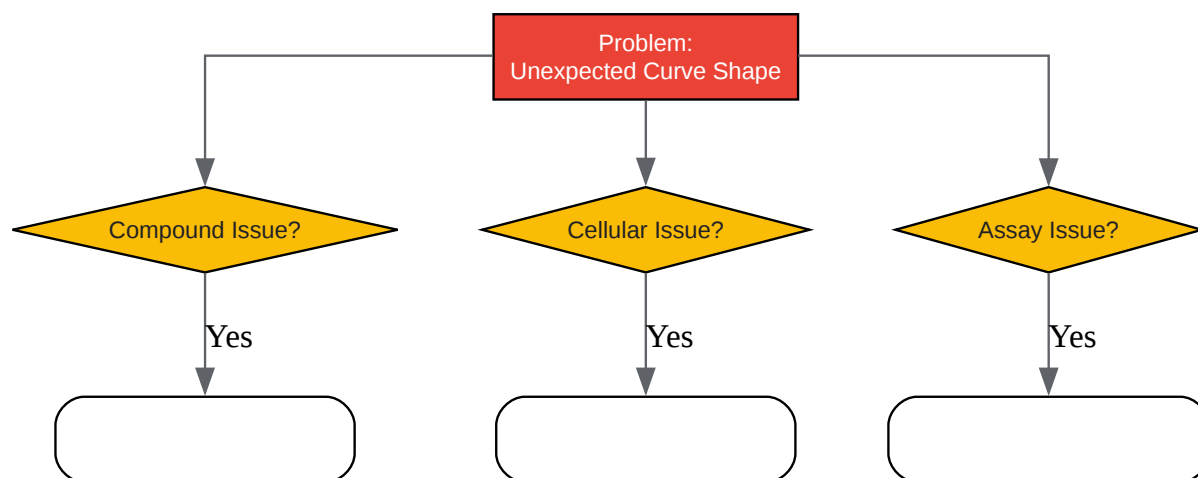 Problem:
Unexpected Curve Shape
Compound Issue?
Cellular Issue?
Assay Issue?
Yes
Yes
Yes